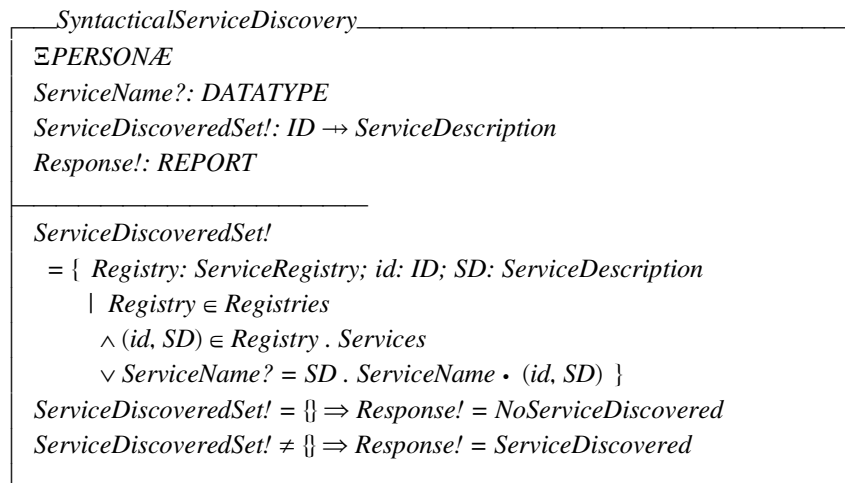 SyntacticalServiceDiscovery
ΞPERSONÆ
ServiceName?: DATATYPE
ServiceDiscoveredSet!: ID ⇸ ServiceDescription
Response!: REPORT
ServiceDiscoveredSet!
= { Registry: ServiceRegistry; id: ID; SD: ServiceDescription
| Registry ∈ Registries
∧ (id, SD) ∈ Registry . Services
∨ ServiceName? = SD . ServiceName • (id, SD) }
ServiceDiscoveredSet! = {} ⇒ Response! = NoServiceDiscovered
ServiceDiscoveredSet! ≠ {} ⇒ Response! = ServiceDiscovered